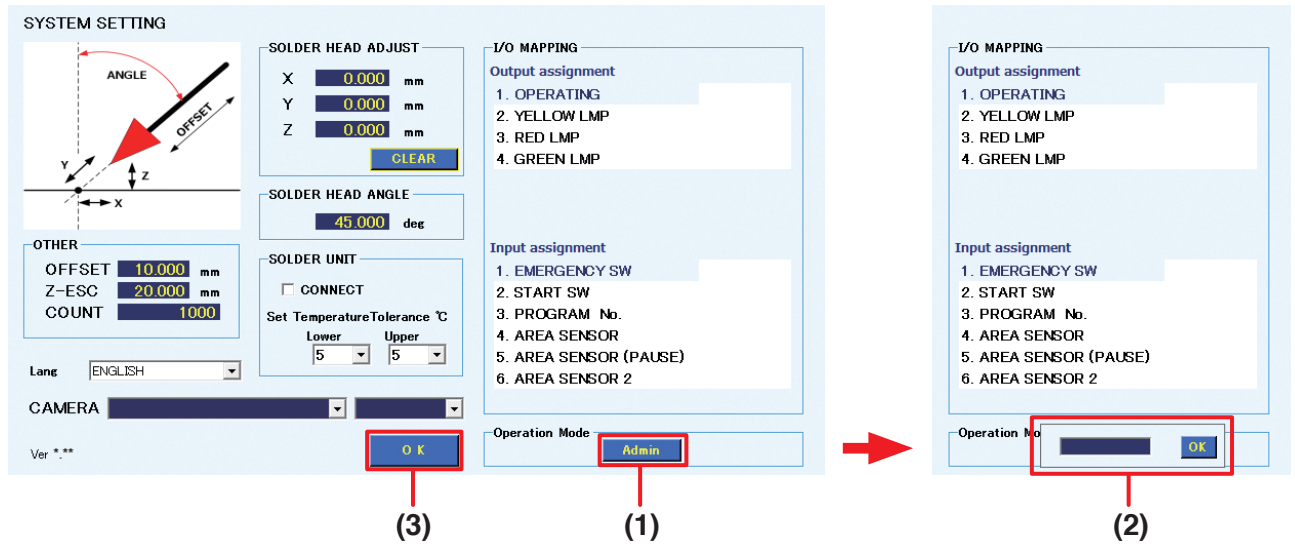 SYSTEM SETTING
ANGLE
OFFSET
Y
Z
X
SOLDER HEAD ADJUST
X 0.000 mm
Y 0.000 mm
Z 0.000 mm
CLEAR
SOLDER HEAD ANGLE
45.000 deg
OTHER
OFFSET 10.000 mm
Z-ESC 20.000 mm
COUNT 1000
SOLDER UNIT
CONNECT
Set TemperatureTolerance ℃
Lower Upper
5 5
Lang ENGLISH
CAMERA
Ver *.**
O K
I/O MAPPING
Output assignment
1. OPERATING
2. YELLOW LMP
3. RED LMP
4. GREEN LMP
Input assignment
1. EMERGENCY SW
2. START SW
3. PROGRAM No.
4. AREA SENSOR
5. AREA SENSOR (PAUSE)
6. AREA SENSOR 2
Operation Mode
Admin
(3)
(1)
I/O MAPPING
Output assignment
1. OPERATING
2. YELLOW LMP
3. RED LMP
4. GREEN LMP
Input assignment
1. EMERGENCY SW
2. START SW
3. PROGRAM No.
4. AREA SENSOR
5. AREA SENSOR (PAUSE)
6. AREA SENSOR 2
Operation Mo
OK
(2)